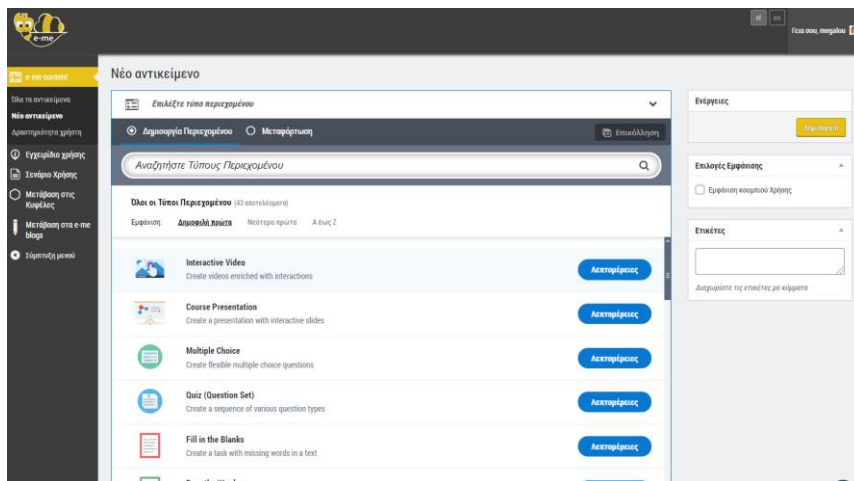 e-me
el
en
Γεια σου, megalou
e-me content
Όλα τα αντικείμενα
Νέο αντικείμενο
Δραστηριότητα χρήστη
Εγχειρίδιο χρήσης
Σενάριο Χρήσης
Μετάβαση στις
Κυψέλες
Μετάβαση στα e-me
blogs
Σύμπτυξη μενού
Νέο αντικείμενο
Επιλέξτε τύπο περιεχομένου
Δημιουργία Περιεχομένου
Μεταφόρτωση
Επικόλληση
Αναζητήστε Τύπους Περιεχομένου
Όλοι οι Τύποι Περιεχομένου (43 αποτελέσματα)
Εμφάνιση: Δημοφιλή πρώτα Νεότερα πρώτα Α έως Ζ
Interactive Video
Create videos enriched with interactions
Λεπτομέρειες
Course Presentation
Create a presentation with interactive slides
Λεπτομέρειες
Multiple Choice
Create flexible multiple choice questions
Λεπτομέρειες
Quiz (Question Set)
Create a sequence of various question types
Λεπτομέρειες
Fill in the Blanks
Create a task with missing words in a text
Λεπτομέρειες
Ενέργειες
Δημιουργία
Επιλογές Εμφάνισης
Εμφάνιση κουμπιού Χρήσης
Ετικέτες
Διαχωρίστε τις ετικέτες με κόμματα